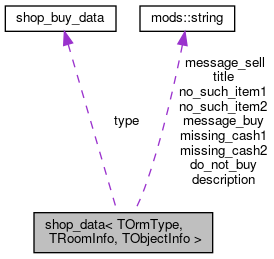 shop_buy_data
mods::string
message_sell
title
no_such_item1
no_such_item2
message_buy
missing_cash1
missing_cash2
do_not_buy
description
type
shop_data< TOrmType,
TRoomInfo, TObjectInfo >